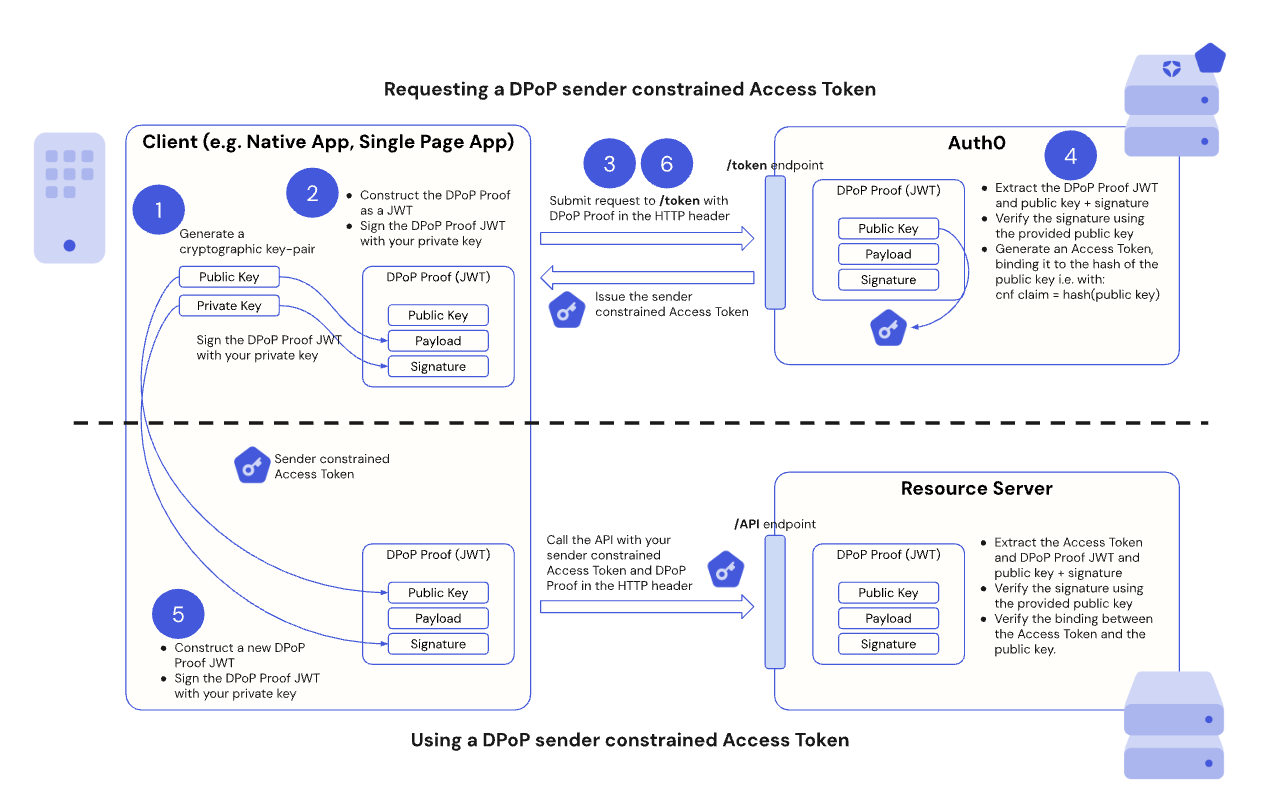 Requesting a DPoP sender constrained Access Token
Client (e.g. Native App, Single Page App)
1
Generate a
cryptographic key-pair
2
• Construct the DPoP Proof
as a JWT
• Sign the DPoP Proof JWT
with your private key
Public Key
Private Key
Sign the DPoP Proof JWT
with your private key
DPoP Proof (JWT)
Public Key
Payload
Signature
3
6
Submit request to /token with
DPoP Proof in the HTTP header
Issue the sender
constrained Access Token
/token endpoint
Auth0
4
DPoP Proof (JWT)
Public Key
Payload
Signature
• Extract the DPoP Proof JWT
and public key + signature
• Verify the signature using
the provided public key
• Generate an Access Token,
binding it to the hash of the
public key i.e. with:
cnf claim = hash(public key)
Sender constrained
Access Token
5
• Construct a new DPoP
Proof JWT
• Sign the DPoP Proof JWT
with your private key
DPoP Proof (JWT)
Public Key
Payload
Signature
Call the API with your
sender constrained
Access Token and DPoP
Proof in the HTTP header
/API endpoint
Resource Server
DPoP Proof (JWT)
Public Key
Payload
Signature
• Extract the Access Token
and DPoP Proof JWT and
public key + signature
• Verify the signature using
the provided public key
• Verify the binding between
the Access Token and the
public key.
Using a DPoP sender constrained Access Token